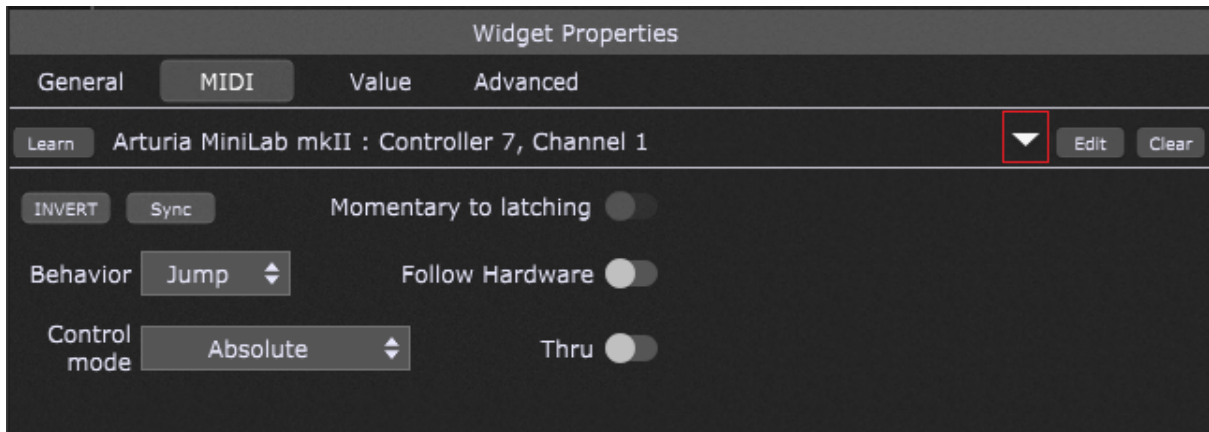 Widget Properties
General MIDI Value Advanced
Learn Arturia MiniLab mkII : Controller 7, Channel 1 Edit Clear
INVERT Sync Momentary to latching
Behavior Jump Follow Hardware
Control mode Absolute Thru